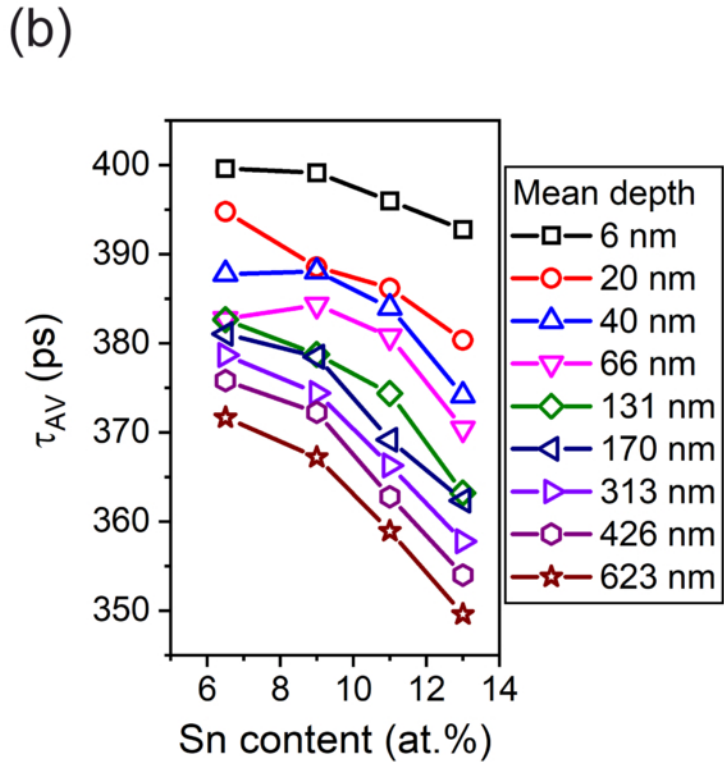 (b)
400
390
380
370
360
350
τAV (ps)
6 8 10 12 14
Sn content (at.%)
Mean depth
6 nm
20 nm
40 nm
66 nm
131 nm
170 nm
313 nm
426 nm
623 nm